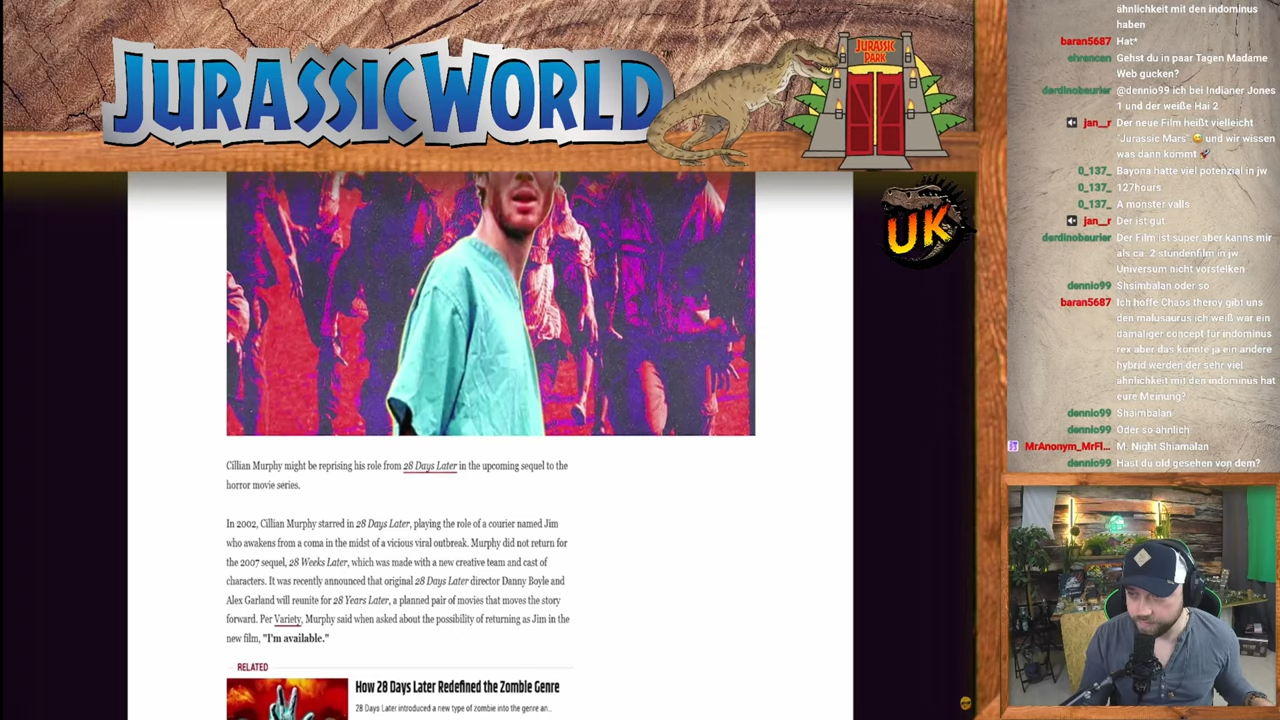 JURASSICWORLD
JURASSIC
PARK
UK
Cillian Murphy might be reprising his role from 28 Days Later in the upcoming sequel to the
horror movie series.
In 2002, Cillian Murphy starred in 28 Days Later, playing the role of a courier named Jim
who awakens from a coma in the midst of a vicious viral outbreak. Murphy did not return for
the 2007 sequel, 28 Weeks Later, which was made with a new creative team and cast of
characters. It was recently announced that original 28 Days Later director Danny Boyle and
Alex Garland will reunite for 28 Years Later, a planned pair of movies that moves the story
forward. Per Variety, Murphy said when asked about the possibility of returning as Jim in the
new film, "I'm available."
RELATED
How 28 Days Later Redefined the Zombie Genre
28 Days Later introduced a new type of zombie into the genre an...
ähnlichkeit mit den indominus
haben
baran5687 Hat*
ehrencan Gehst du in paar Tagen Madame
Web gucken?
derdinobaurier @dennio99 ich bei Indianer Jones
1 und der weiße Hai 2
jan__r Der neue Film heißt vielleicht
"Jurassic Mars" 😄 und wir wissen
was dann kommt 🚀
0_137_ Bayona hatte viel potenzial in jw
0_137_ 127hours
0_137_ A monster valls
jan__r Der ist gut
derdinobaurier Der Film ist super aber kanns mir
als ca. 2 stundenfilm in jw
Universum nicht vorstelken
dennio99 Shsimbalan oder so
baran5687 Ich hoffe Chaos theroy gibt uns
den malusaurus ich weiß war ein
damaliger concept für indominus
rex aber das könnte ja ein andere
hybrid werden der sehr viel
ähnlichkeit mit den indominus hat
eure Meinung?
dennio99 Shaimbalan
dennio99 Oder so ähnlich
MrAnonym_MrFl... M. Night Shiamalan
dennio99 Hast du old gesehen von dem?